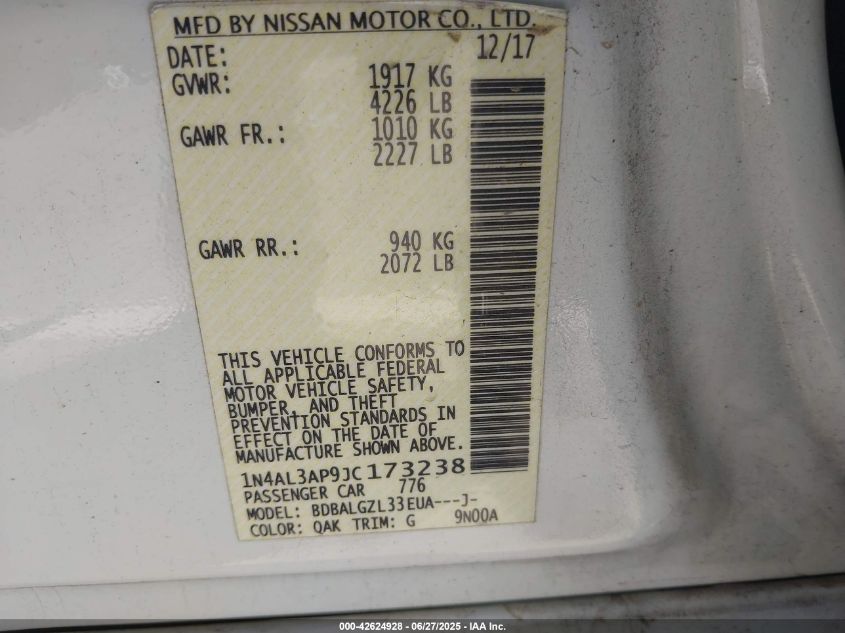 MFD BY NISSAN MOTOR CO., LTD.
DATE: 12/17
GVWR: 1917 KG
4226 LB
GAWR FR.: 1010 KG
2227 LB
GAWR RR.: 940 KG
2072 LB
THIS VEHICLE CONFORMS TO
ALL APPLICABLE FEDERAL
MOTOR VEHICLE SAFETY,
BUMPER, AND THEFT
PREVENTION STANDARDS IN
EFFECT ON THE DATE OF
MANUFACTURE SHOWN ABOVE.
1N4AL3AP9JC173238
PASSENGER CAR 776
MODEL: BDBALGZL33EUA---J-
COLOR: QAK TRIM: G 9N00A
000-42624928 - 06/27/2025 - IAA Inc.